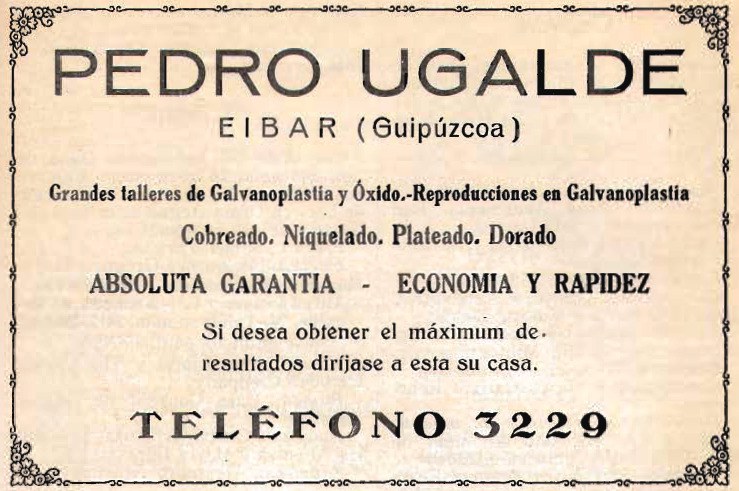 PEDRO UGALDE
EIBAR (Guipúzcoa)
Grandes talleres de Galvanoplastia y Óxido.-Reproducciones en Galvanoplastia
Cobreado. Niquelado. Plateado. Dorado
ABSOLUTA GARANTIA - ECONOMIA Y RAPIDEZ
Si desea obtener el máximum de
resultados diríjase a esta su casa.
TELÉFONO 3229